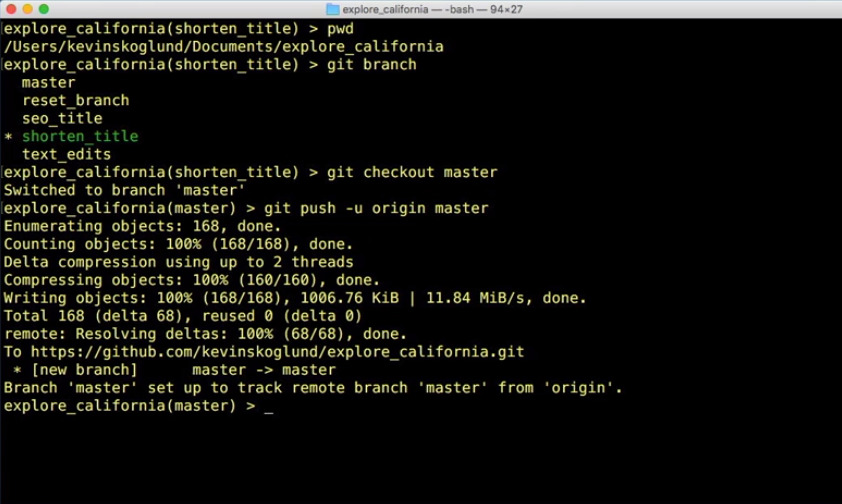 explore_california — -bash — 94×27
explore_california(shorten_title) > pwd
/Users/kevinskoglund/Documents/explore_california
explore_california(shorten_title) > git branch
  master
  reset_branch
  seo_title
* shorten_title
  text_edits
explore_california(shorten_title) > git checkout master
Switched to branch 'master'
explore_california(master) > git push -u origin master
Enumerating objects: 168, done.
Counting objects: 100% (168/168), done.
Delta compression using up to 2 threads
Compressing objects: 100% (160/160), done.
Writing objects: 100% (168/168), 1006.76 KiB | 11.84 MiB/s, done.
Total 168 (delta 68), reused 0 (delta 0)
remote: Resolving deltas: 100% (68/68), done.
To https://github.com/kevinskoglund/explore_california.git
 * [new branch]      master -> master
Branch 'master' set up to track remote branch 'master' from 'origin'.
explore_california(master) > _